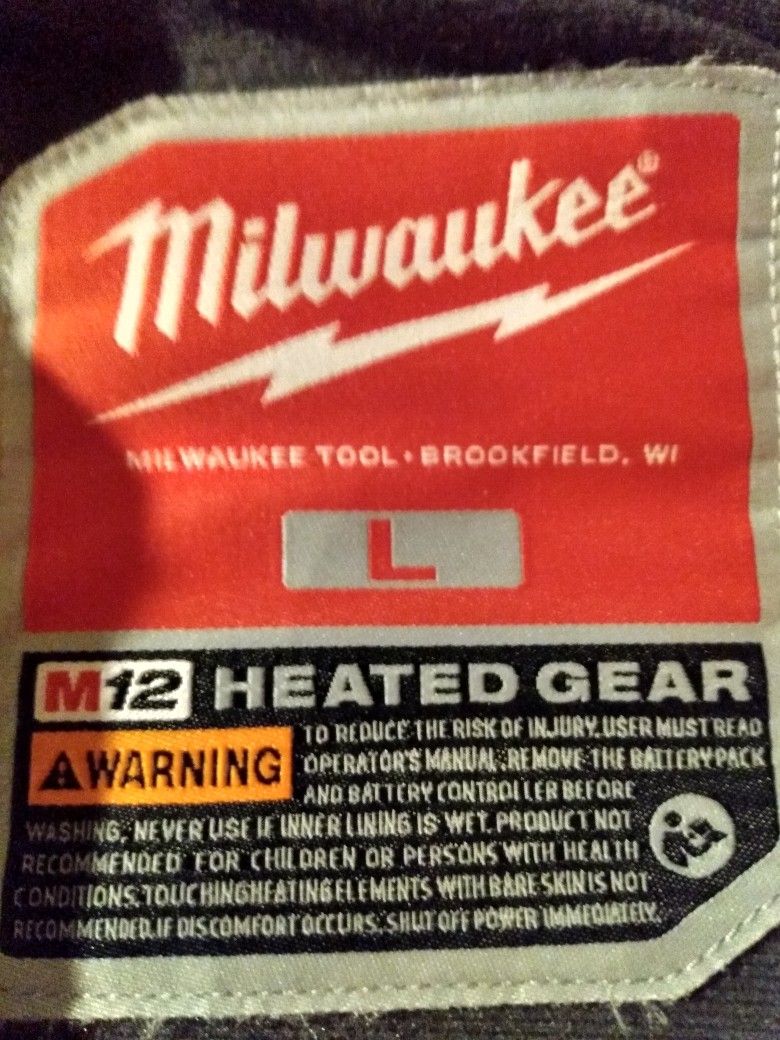 Milwaukee®
MILWAUKEE TOOL • BROOKFIELD, WI
L
M12 HEATED GEAR
WARNING
TO REDUCE THE RISK OF INJURY, USER MUST READ
OPERATOR'S MANUAL. REMOVE THE BATTERY PACK
AND BATTERY CONTROLLER BEFORE
WASHING. NEVER USE IF INNER LINING IS WET. PRODUCT NOT
RECOMMENDED FOR CHILDREN OR PERSONS WITH HEALTH
CONDITIONS. TOUCHING HEATING ELEMENTS WITH BARE SKIN IS NOT
RECOMMENDED. IF DISCOMFORT OCCURS, SHUT OFF POWER IMMEDIATELY.